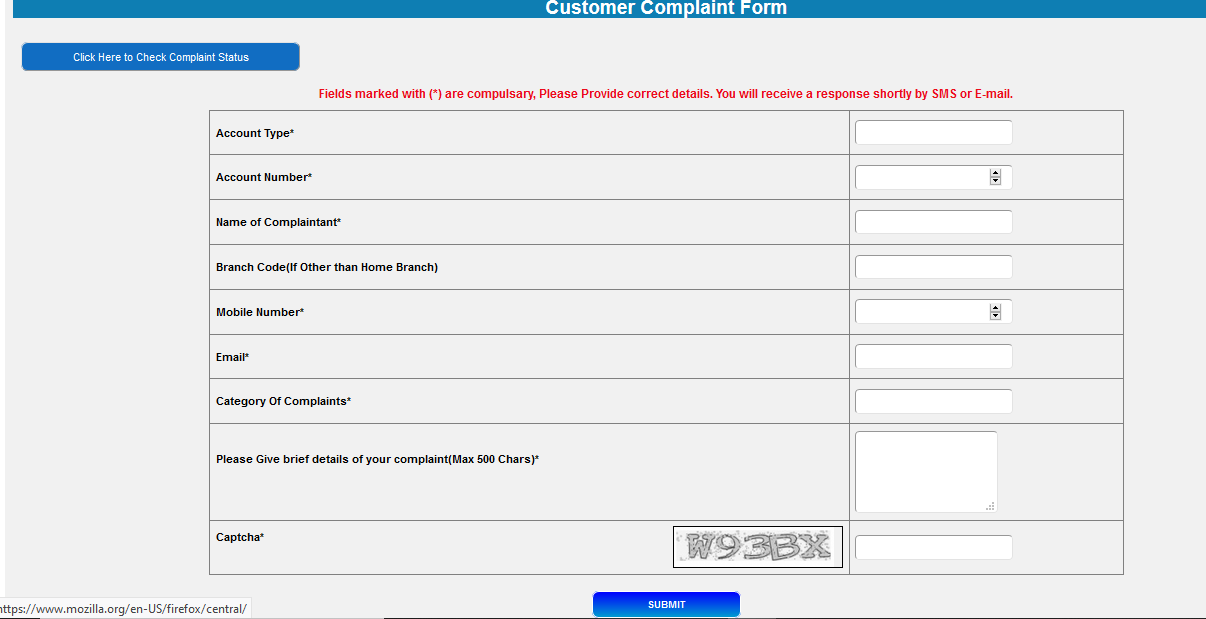 Customer Complaint Form
Click Here to Check Complaint Status
Fields marked with (*) are compulsary, Please Provide correct details. You will receive a response shortly by SMS or E-mail.
Account Type*
Account Number*
Name of Complaintant*
Branch Code(If Other than Home Branch)
Mobile Number*
Email*
Category Of Complaints*
Please Give brief details of your complaint(Max 500 Chars)*
Captcha*
W93BX
SUBMIT
https://www.mozilla.org/en-US/firefox/central/